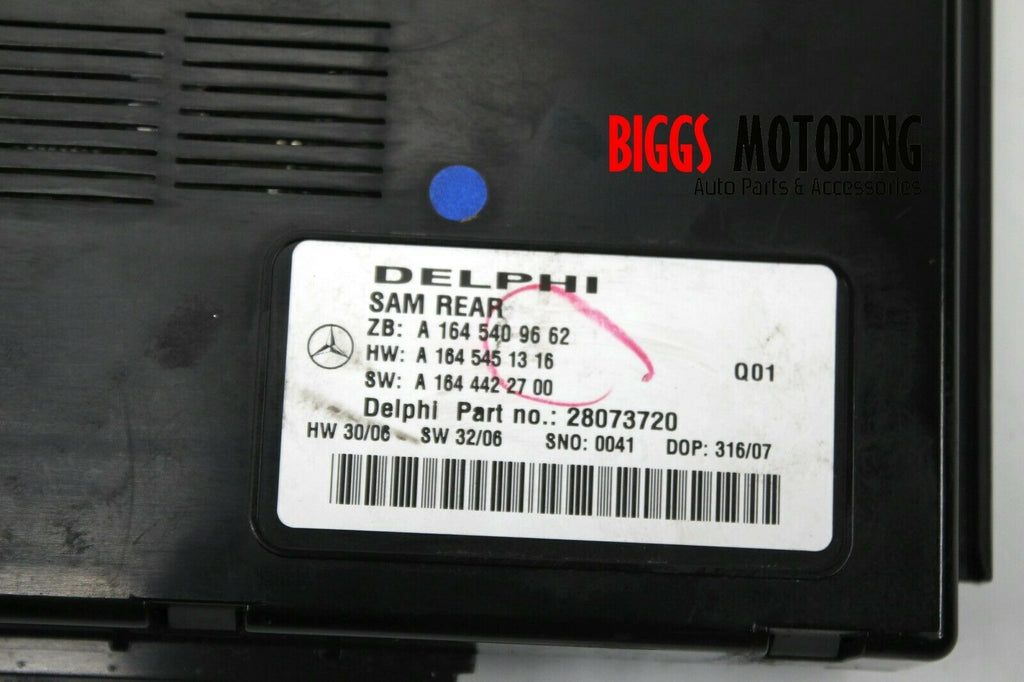 BIGGS MOTORING
Auto Parts & Accessories
DELPHI
SAM REAR
ZB: A 164 540 96 62
HW: A 164 545 13 16
SW: A 164 442 27 00
Q01
Delphi Part no.: 28073720
HW 30/06 SW 32/06 SNO: 0041 DOP: 316/07